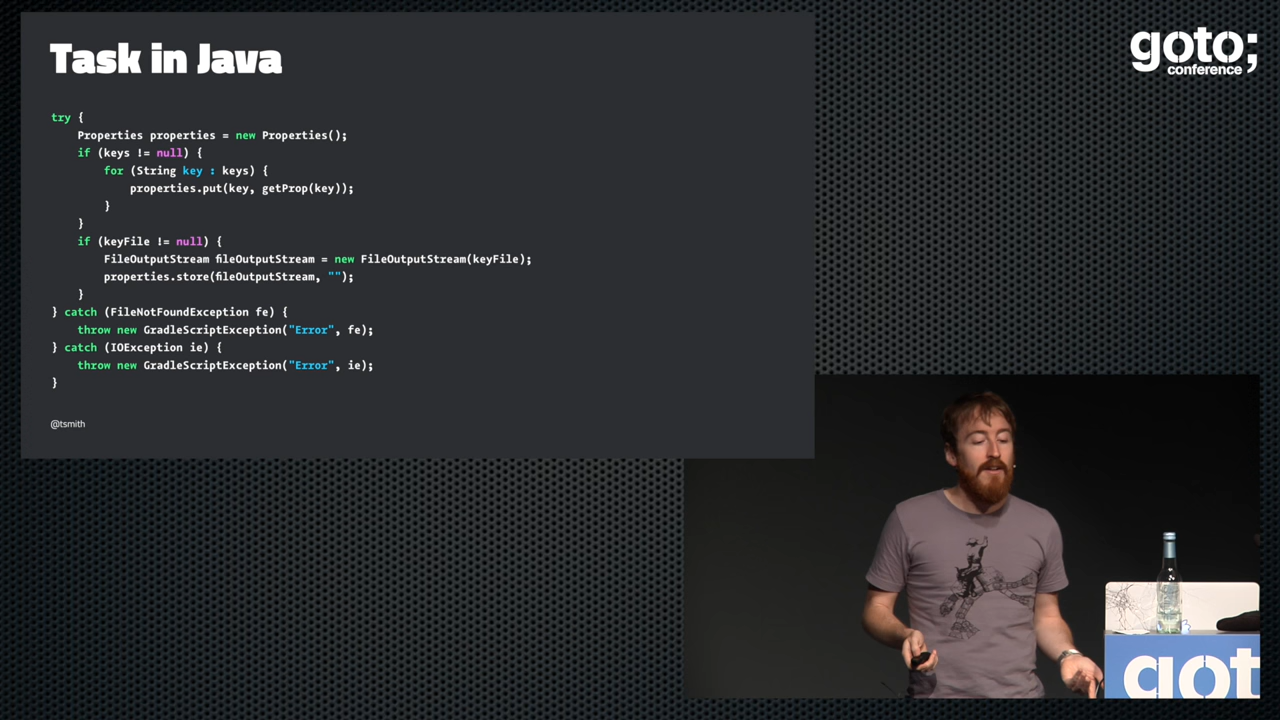 Task in Java
goto;
conference
try {
Properties properties = new Properties();
if (keys != null) {
for (String key : keys) {
properties.put(key, getProp(key));
}
}
if (keyFile != null) {
FileOutputStream fileOutputStream = new FileOutputStream(keyFile);
properties.store(fileOutputStream, "");
}
} catch (FileNotFoundException fe) {
throw new GradleScriptException("Error", fe);
} catch (IOException ie) {
throw new GradleScriptException("Error", ie);
}
@tsmith
got